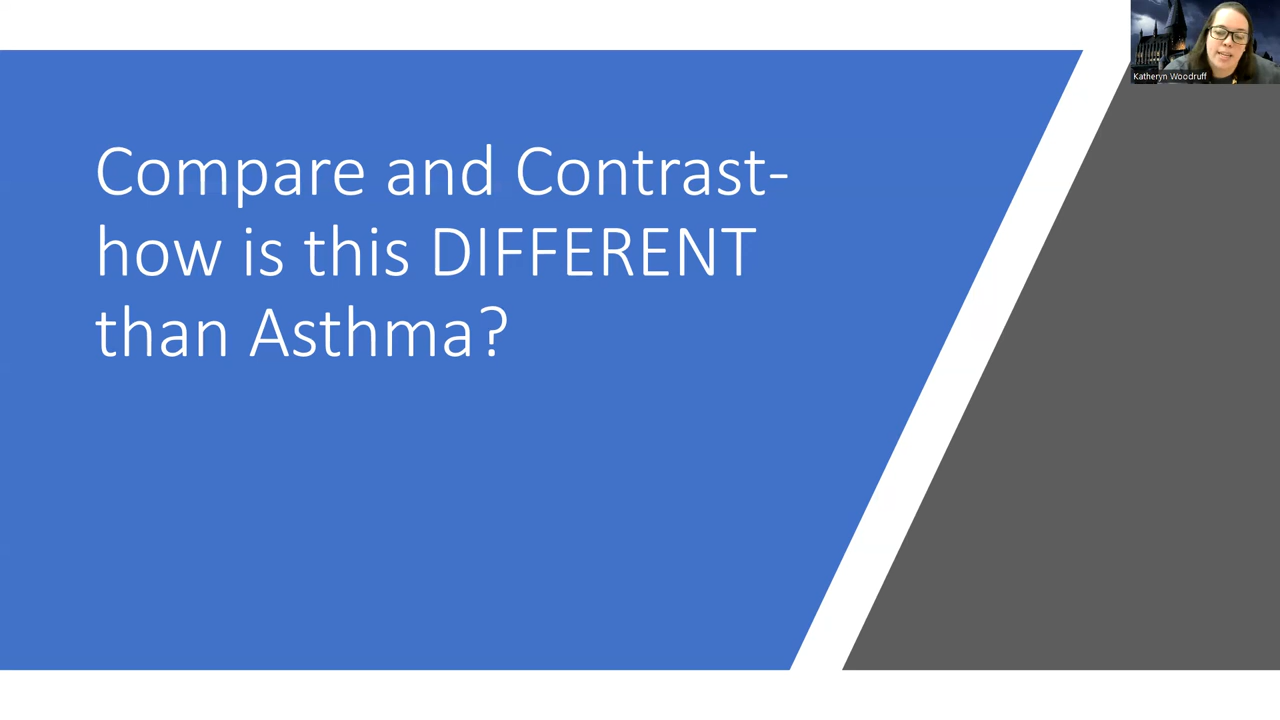 Katheryn Woodruff
Compare and Contrast-
how is this DIFFERENT
than Asthma?